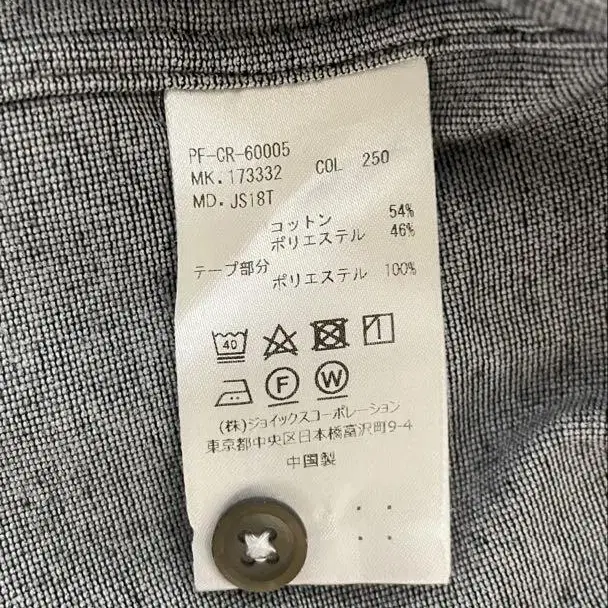 PF-CR-60005
MK. 173332 COL 250
MD. JS18T
コットン 54%
ポリエステル 46%
テープ部分 ポリエステル 100%
40
F W
(株)ジョイックスコーポレーション
東京都中央区日本橋富沢町9-4
中国製